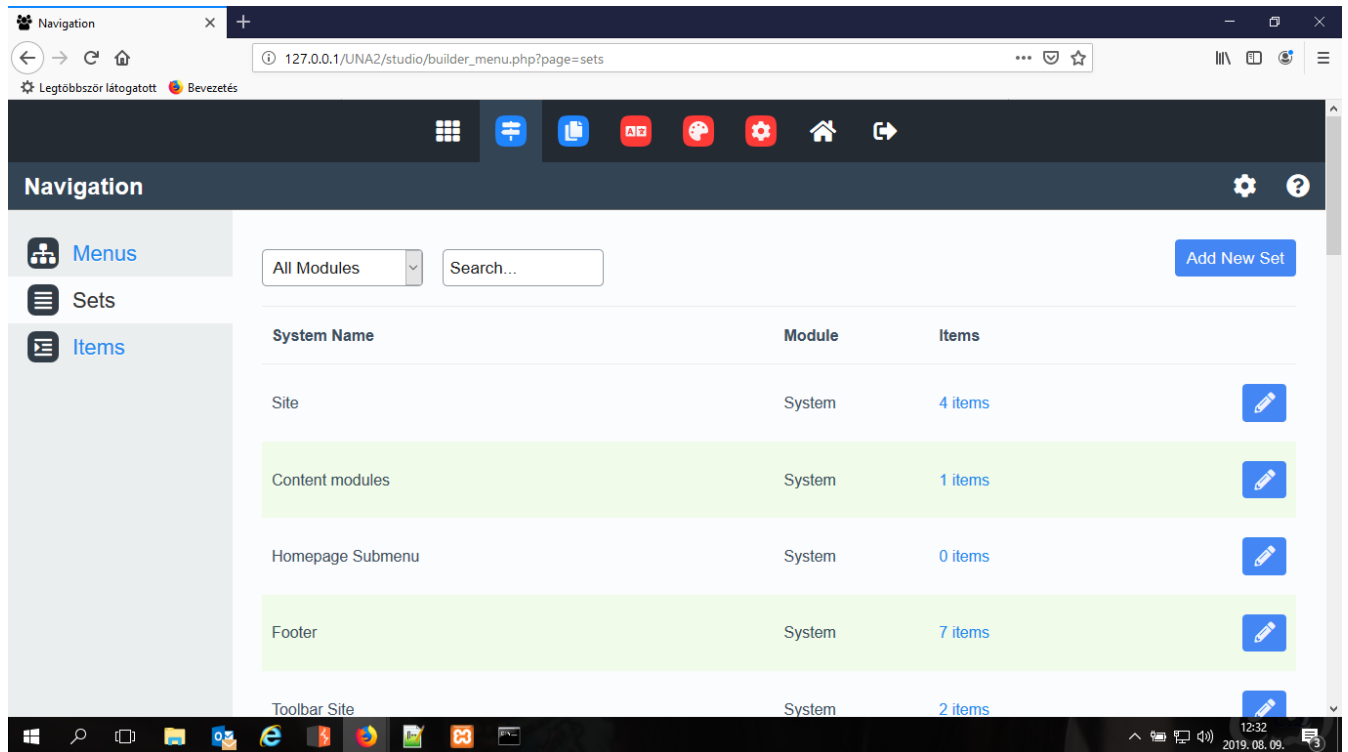 Navigation
127.0.0.1/UNA2/studio/builder_menu.php?page=sets
Legtöbbször látogatott
Bevezetés
Navigation
Menus
Sets
Items
All Modules
Search...
Add New Set
System Name Module Items
Site System 4 items
Content modules System 1 items
Homepage Submenu System 0 items
Footer System 7 items
Toolbar Site System 2 items
12:32
2019. 08. 09.
3